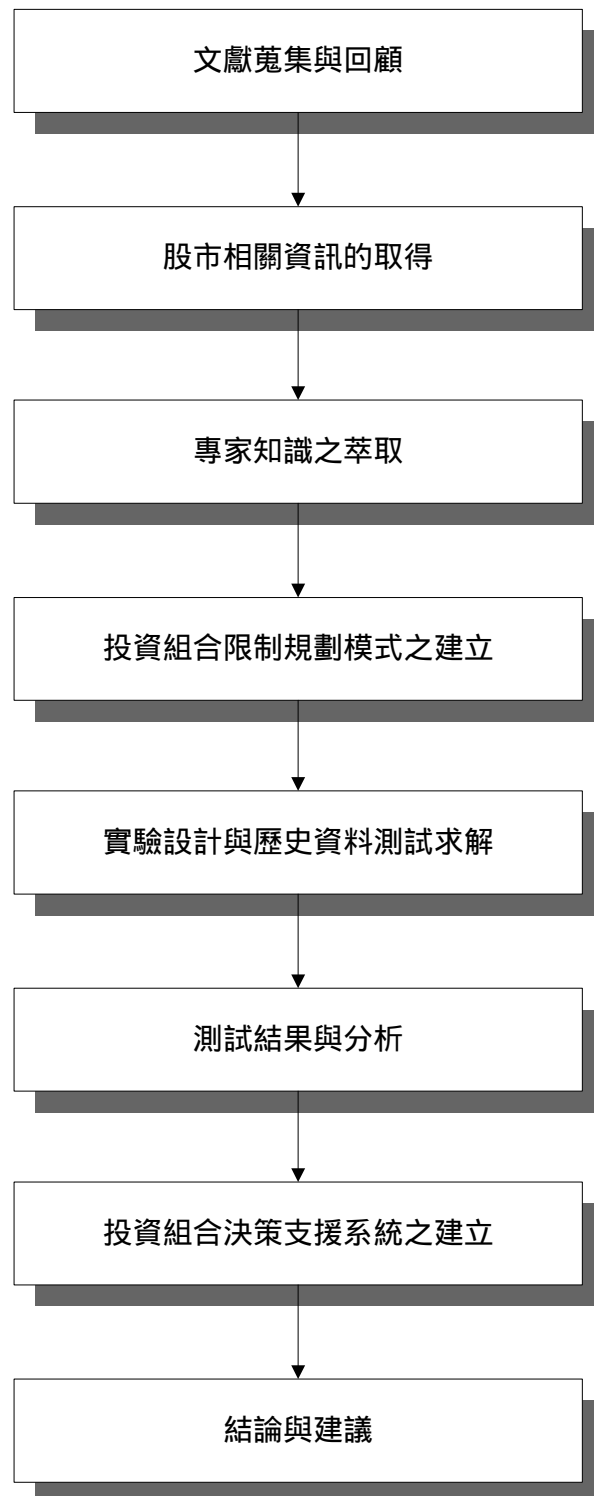 文獻蒐集與回顧
股市相關資訊的取得
專家知識之萃取
投資組合限制規劃模式之建立
實驗設計與歷史資料測試求解
測試結果與分析
投資組合決策支援系統之建立
結論與建議